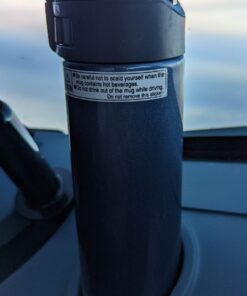 ● Be careful not to scald yourself when the
mug contains hot beverages.
● Do not drink out of the mug while driving.
Do not remove this sticker.